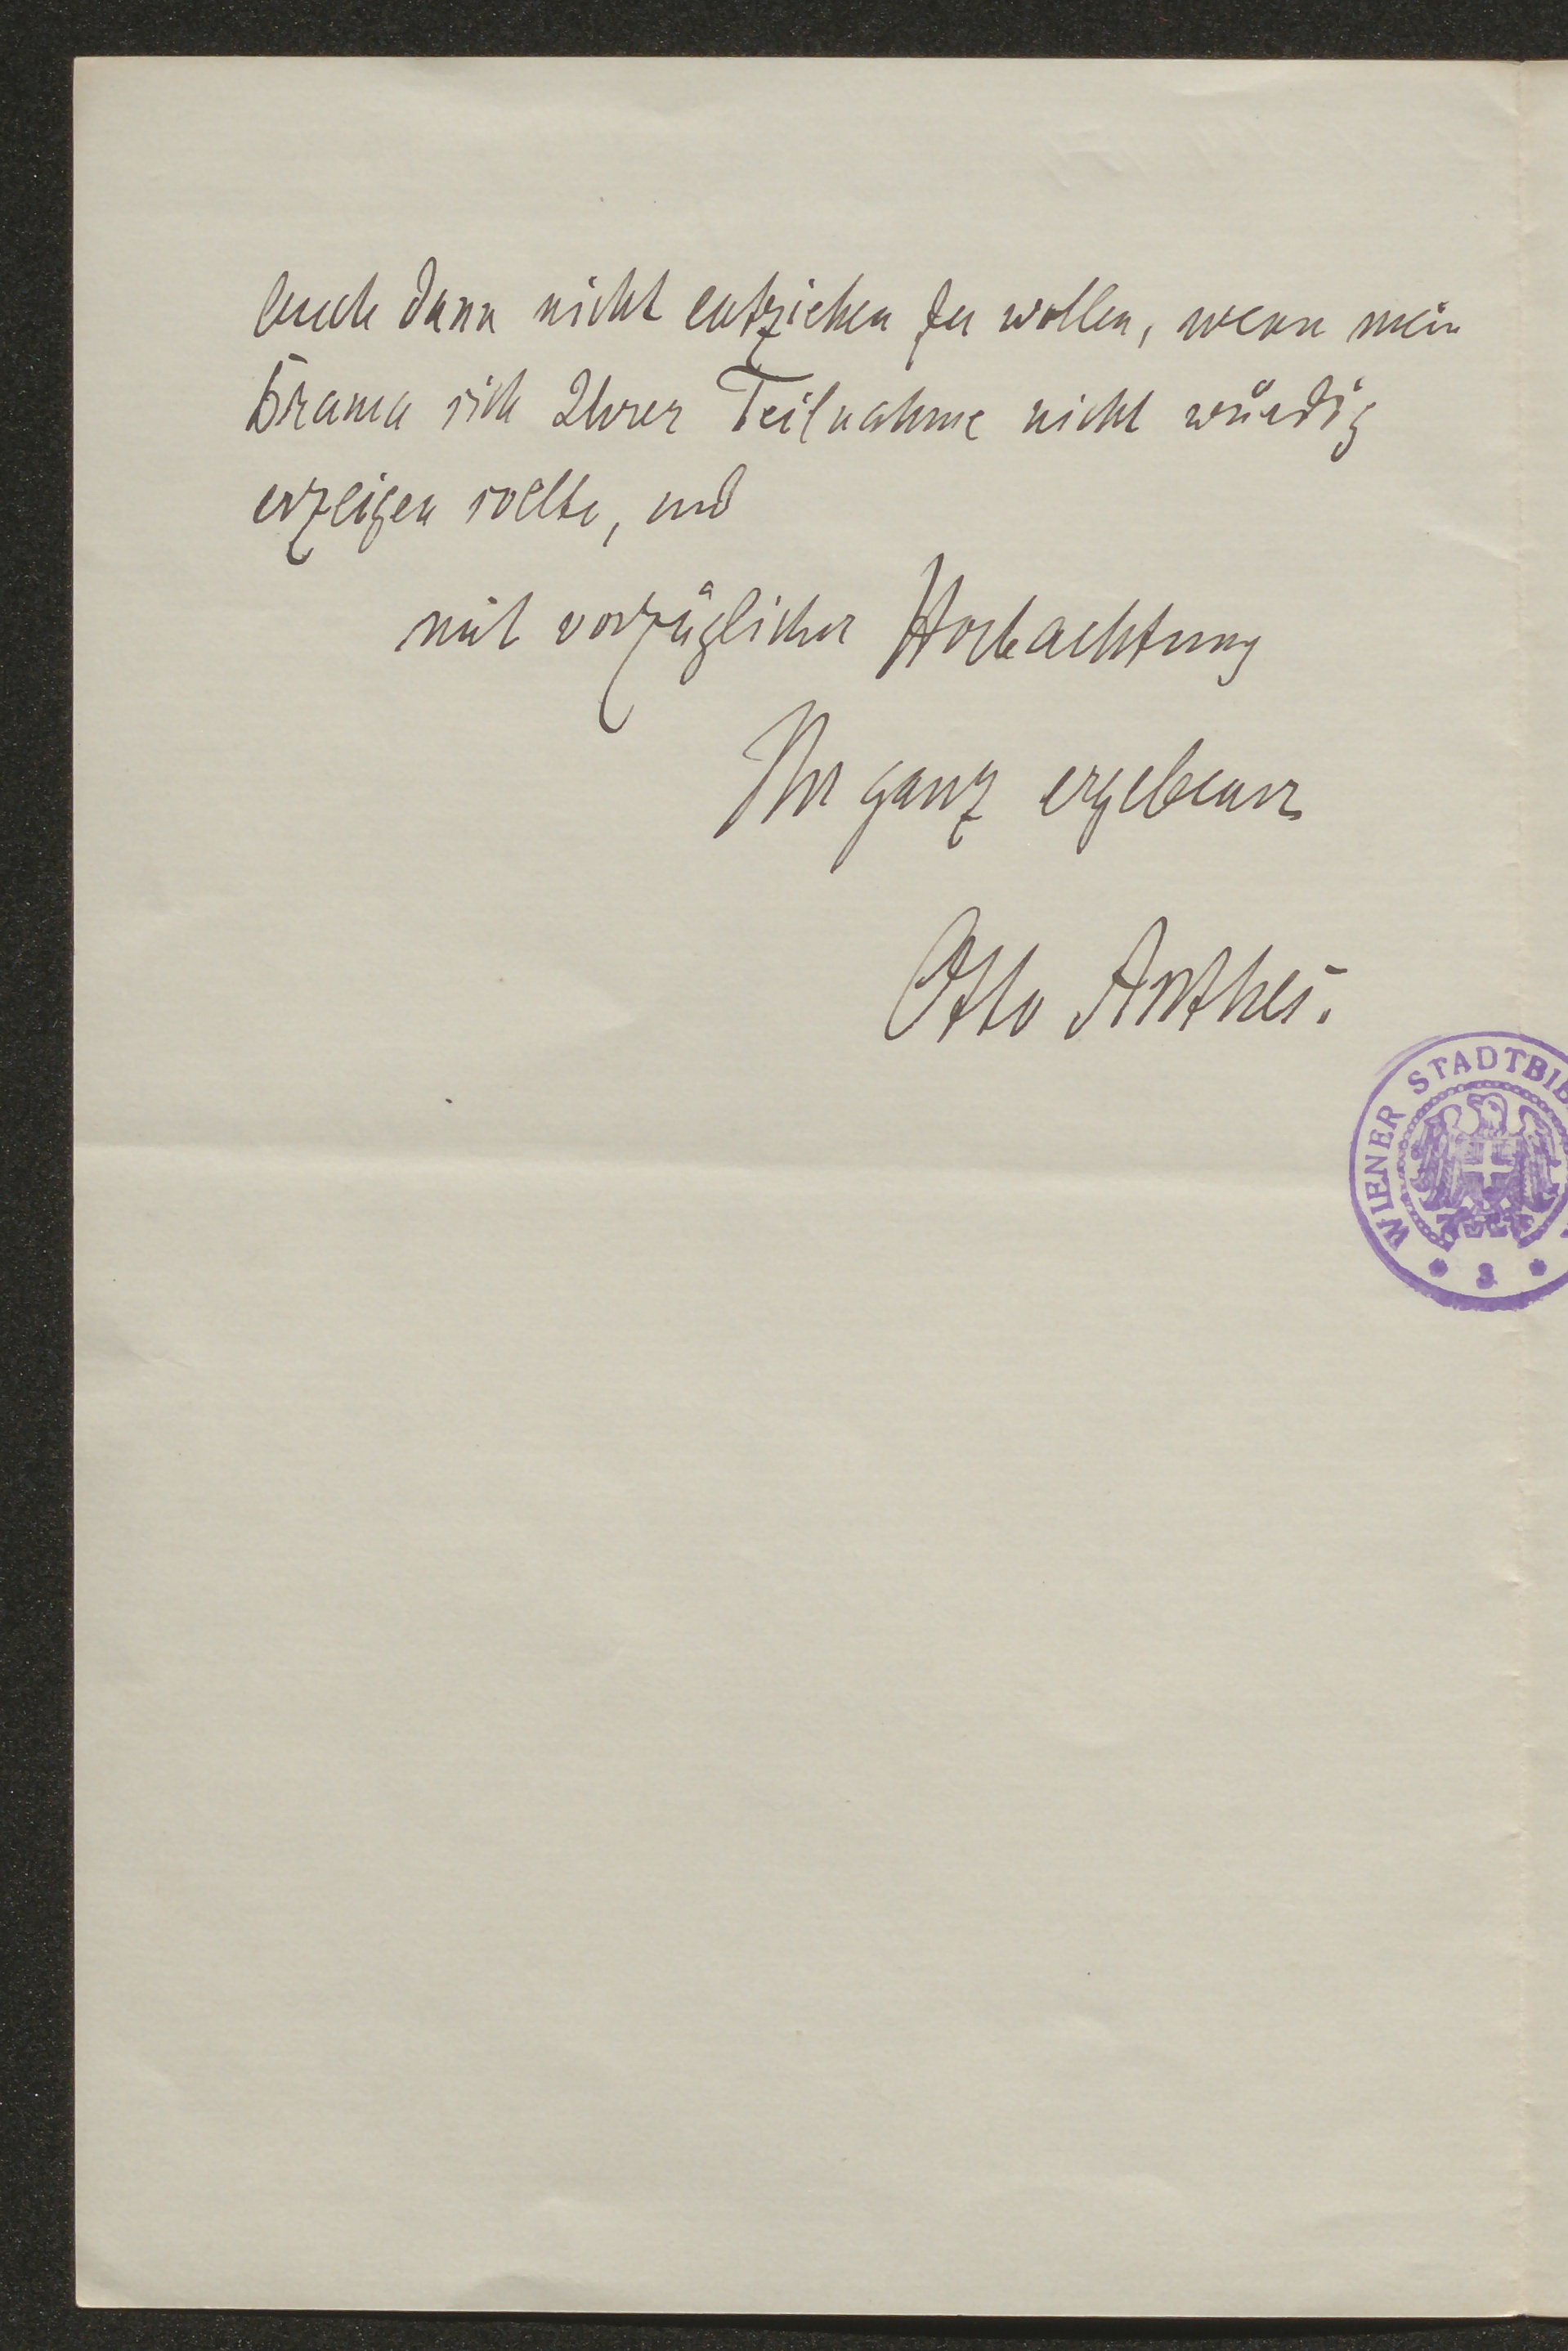 auch dann nicht entziehen zu wollen, wenn mein
Drama sich Ihrer Teilnahme nicht würdig
erzeigen sollte, und
mit vorzüglicher Hochachtung
Ihr ganz ergebener
Otto Anthes.
WIENER STADTBIB
* 3 *